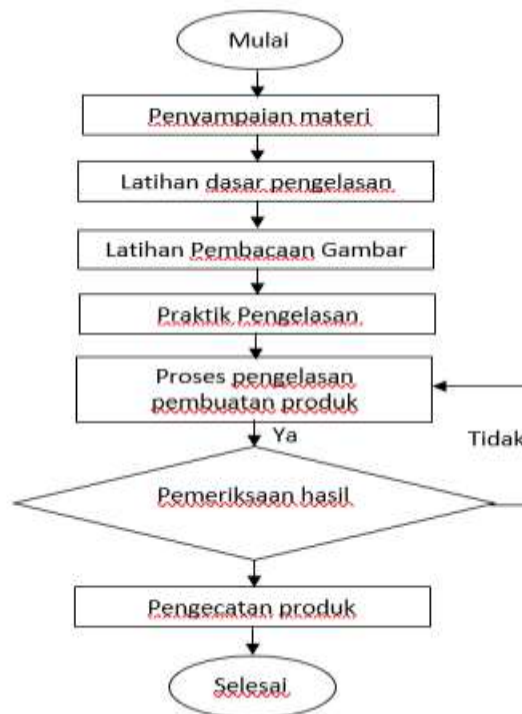 Mulai
Penyampaian materi
Latihan dasar pengelasan
Latihan Pembacaan Gambar
Praktik Pengelasan
Proses pengelasan
pembuatan produk
Ya
Tidak
Pemeriksaan hasil
Pengecatan produk
Selesai